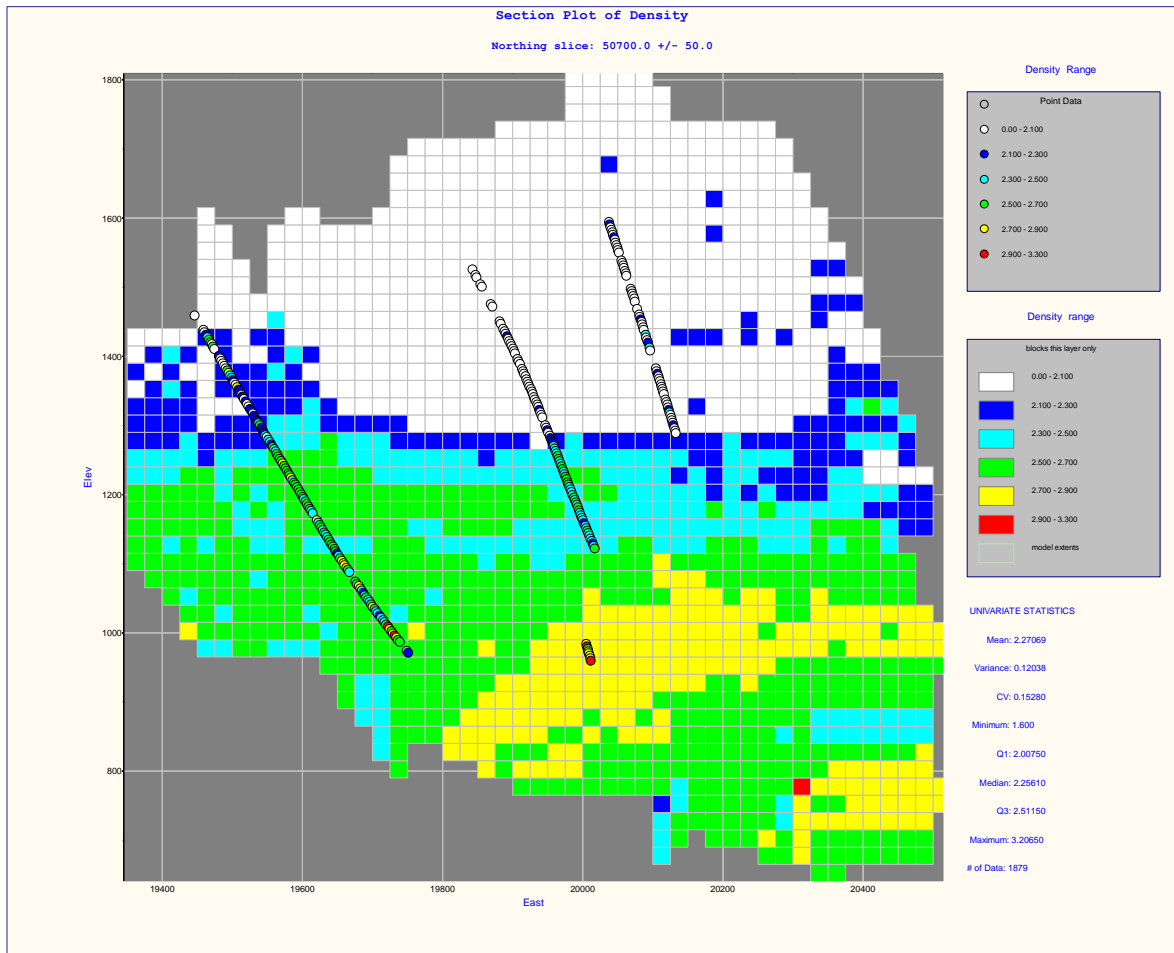 Section Plot of Density
Northing slice: 50700.0 +/- 50.0
Elev
1800
1600
1400
1200
1000
800
19400 19600 19800 20000 20200 20400
East
Density Range
Point Data
0.00 - 2.100
2.100 - 2.300
2.300 - 2.500
2.500 - 2.700
2.700 - 2.900
2.900 - 3.300
Density range
blocks this layer only
0.00 - 2.100
2.100 - 2.300
2.300 - 2.500
2.500 - 2.700
2.700 - 2.900
2.900 - 3.300
model extents
UNIVARIATE STATISTICS
Mean: 2.27069
Variance: 0.12038
CV: 0.15280
Minimum: 1.600
Q1: 2.00750
Median: 2.25610
Q3: 2.51150
Maximum: 3.20650
# of Data: 1879